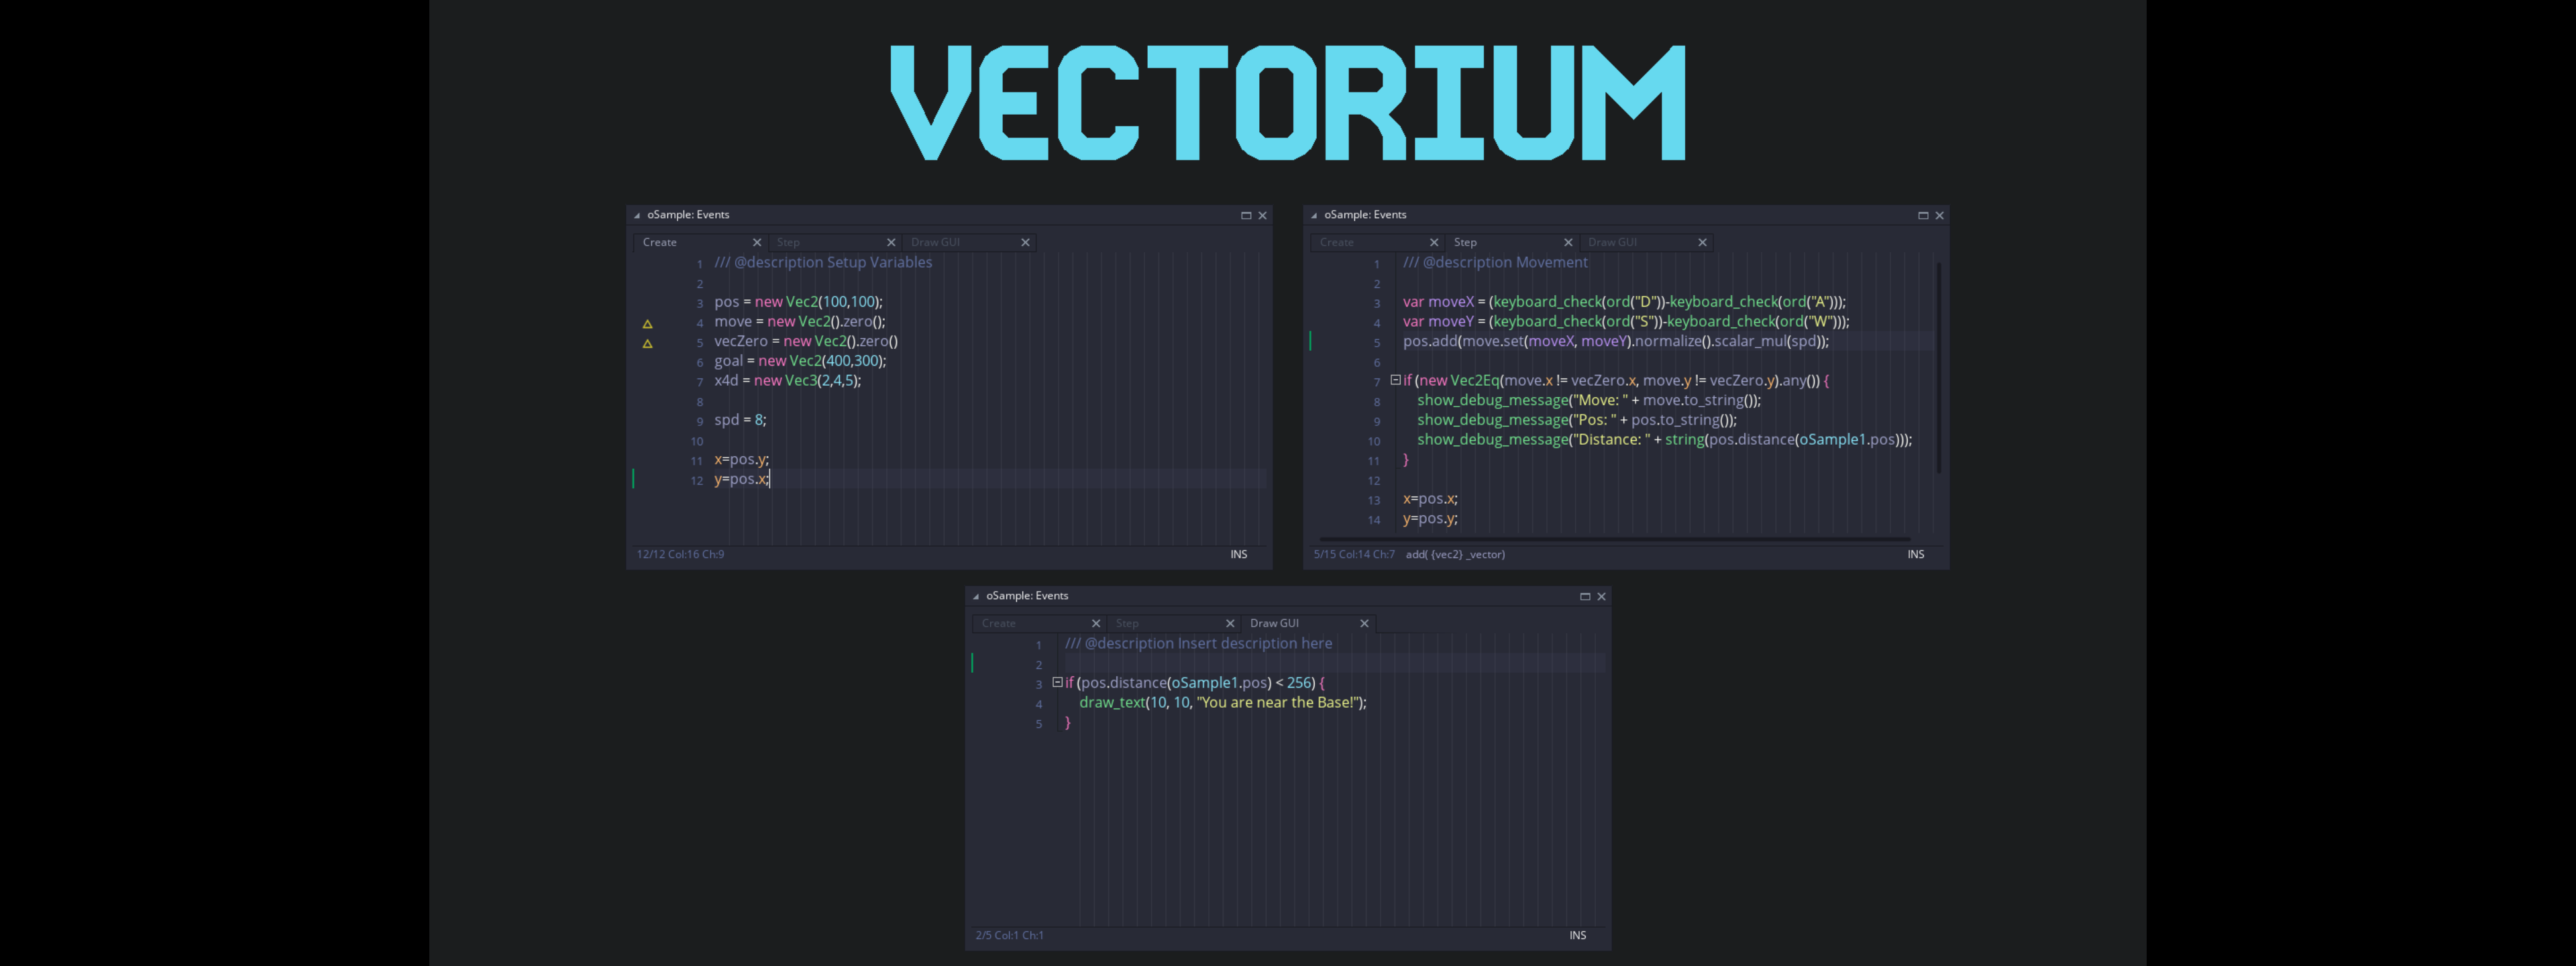 VECTORIUM
oSample: Events
Create Step Draw GUI
1 /// @description Setup Variables
2
3 pos = new Vec2(100,100);
4 move = new Vec2().zero();
5 vecZero = new Vec2().zero()
6 goal = new Vec2(400,300);
7 x4d = new Vec3(2,4,5);
8
9 spd = 8;
10
11 x=pos.y;
12 y=pos.x;
12/12 Col:16 Ch:9 INS
oSample: Events
Create Step Draw GUI
1 /// @description Movement
2
3 var moveX = (keyboard_check(ord("D"))-keyboard_check(ord("A")));
4 var moveY = (keyboard_check(ord("S"))-keyboard_check(ord("W")));
5 pos.add(move.set(moveX, moveY).normalize().scalar_mul(spd));
6
7 if (new Vec2Eq(move.x != vecZero.x, move.y != vecZero.y).any()) {
8 show_debug_message("Move: " + move.to_string());
9 show_debug_message("Pos: " + pos.to_string());
10 show_debug_message("Distance: " + string(pos.distance(oSample1.pos)));
11 }
12
13 x=pos.x;
14 y=pos.y;
5/15 Col:14 Ch:7 add( {vec2} _vector) INS
oSample: Events
Create Step Draw GUI
1 /// @description Insert description here
2
3 if (pos.distance(oSample1.pos) < 256) {
4 draw_text(10, 10, "You are near the Base!");
5 }
2/5 Col:1 Ch:1 INS